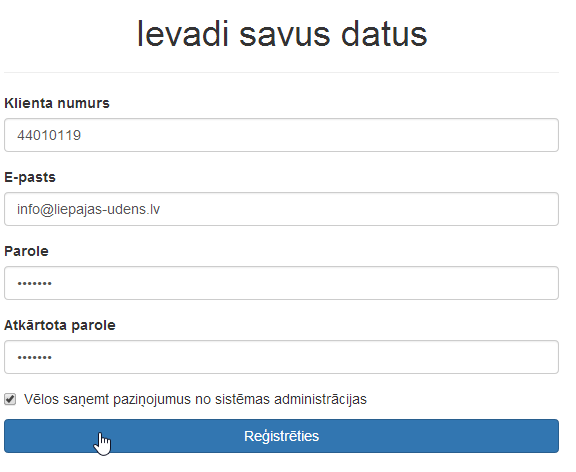 Ievadi savus datus
Klienta numurs
44010119
E-pasts
info@liepajas-udens.lv
Parole
•••••••
Atkārtota parole
•••••••
Vēlos saņemt paziņojumus no sistēmas administrācijas
Reģistrēties